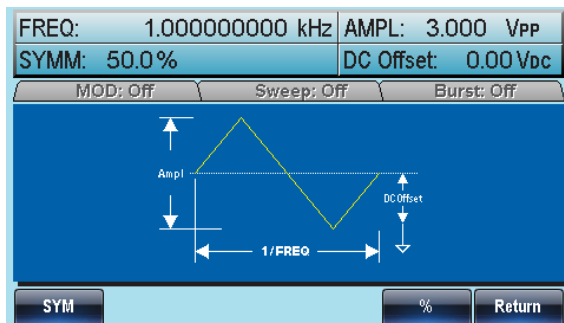 FREQ: 1.000000000 kHz AMPL: 3.000 VPP
SYMM: 50.0% DC Offset: 0.00 VDC
MOD: Off Sweep: Off Burst: Off
Ampl
DC Offset
1/FREQ
SYM % Return